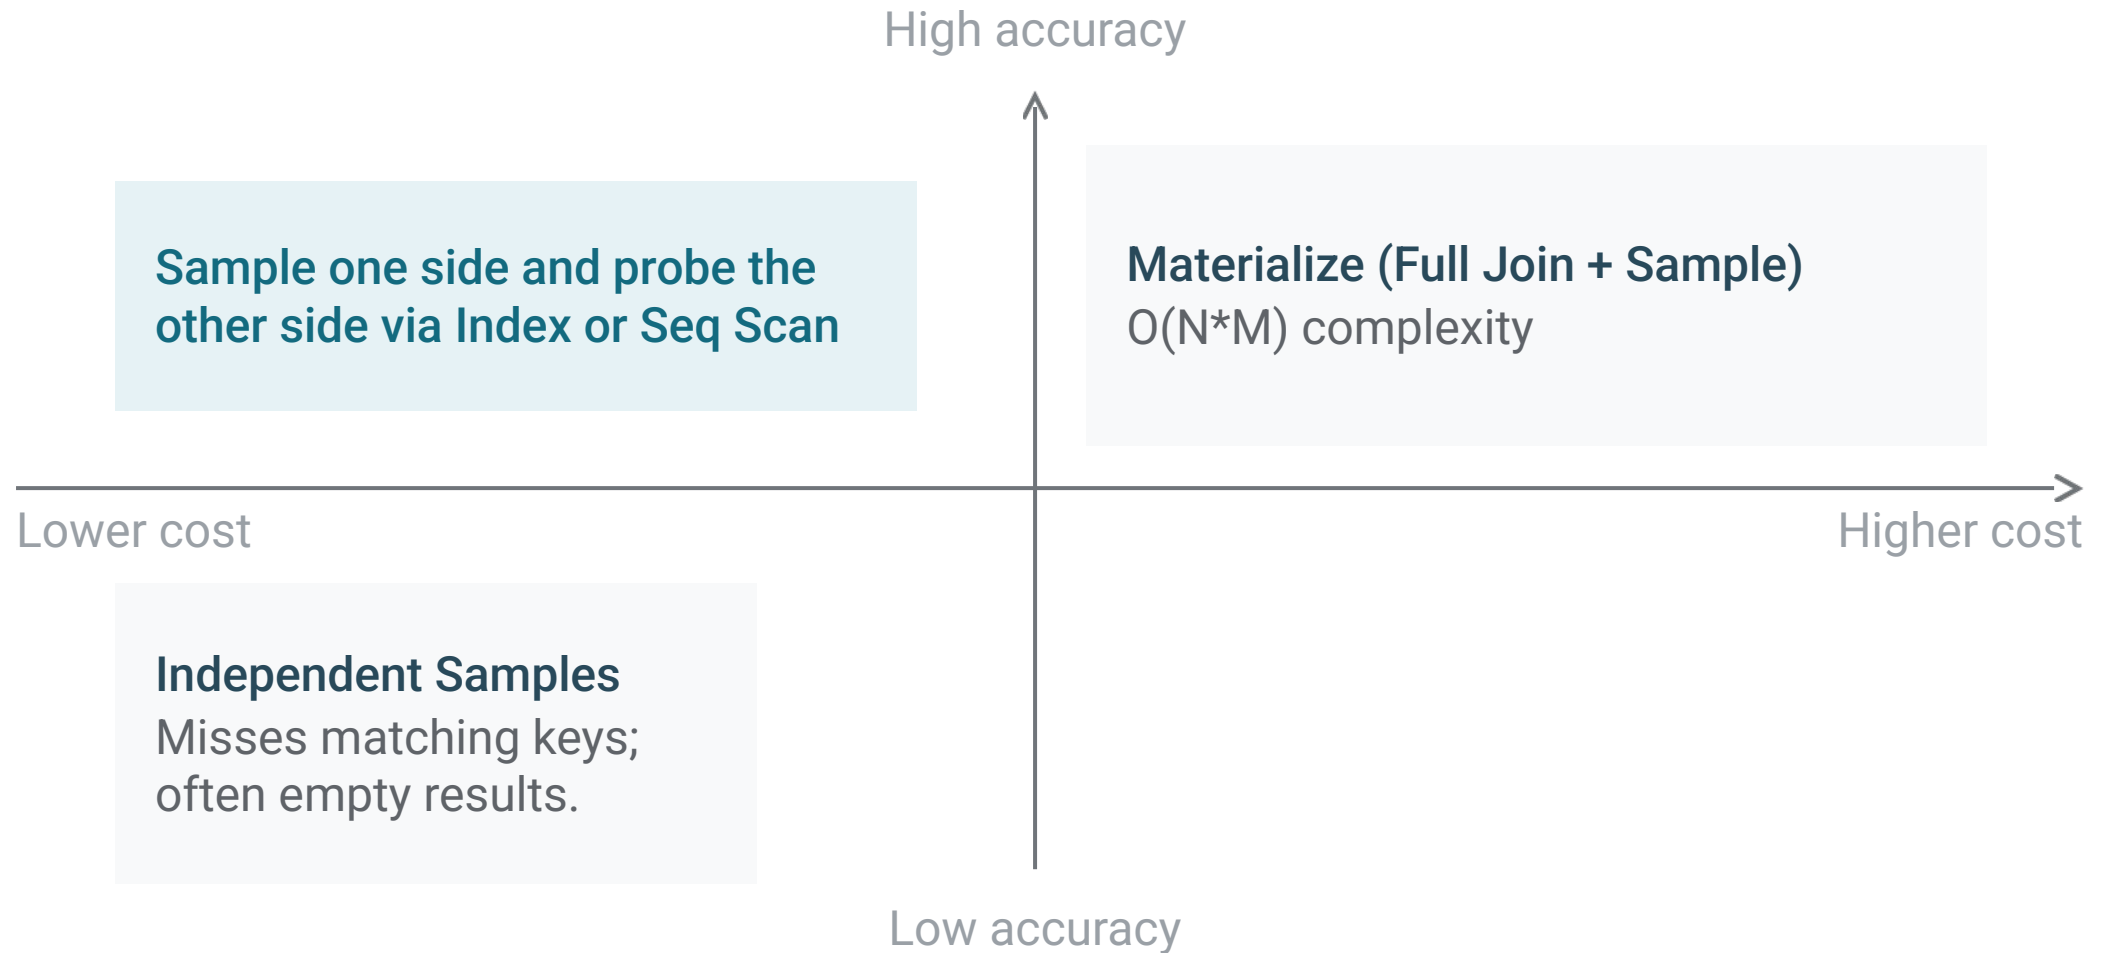 High accuracy
Sample one side and probe the
other side via Index or Seq Scan
Materialize (Full Join + Sample)
O(N*M) complexity
Lower cost
Higher cost
Independent Samples
Misses matching keys;
often empty results.
Low accuracy